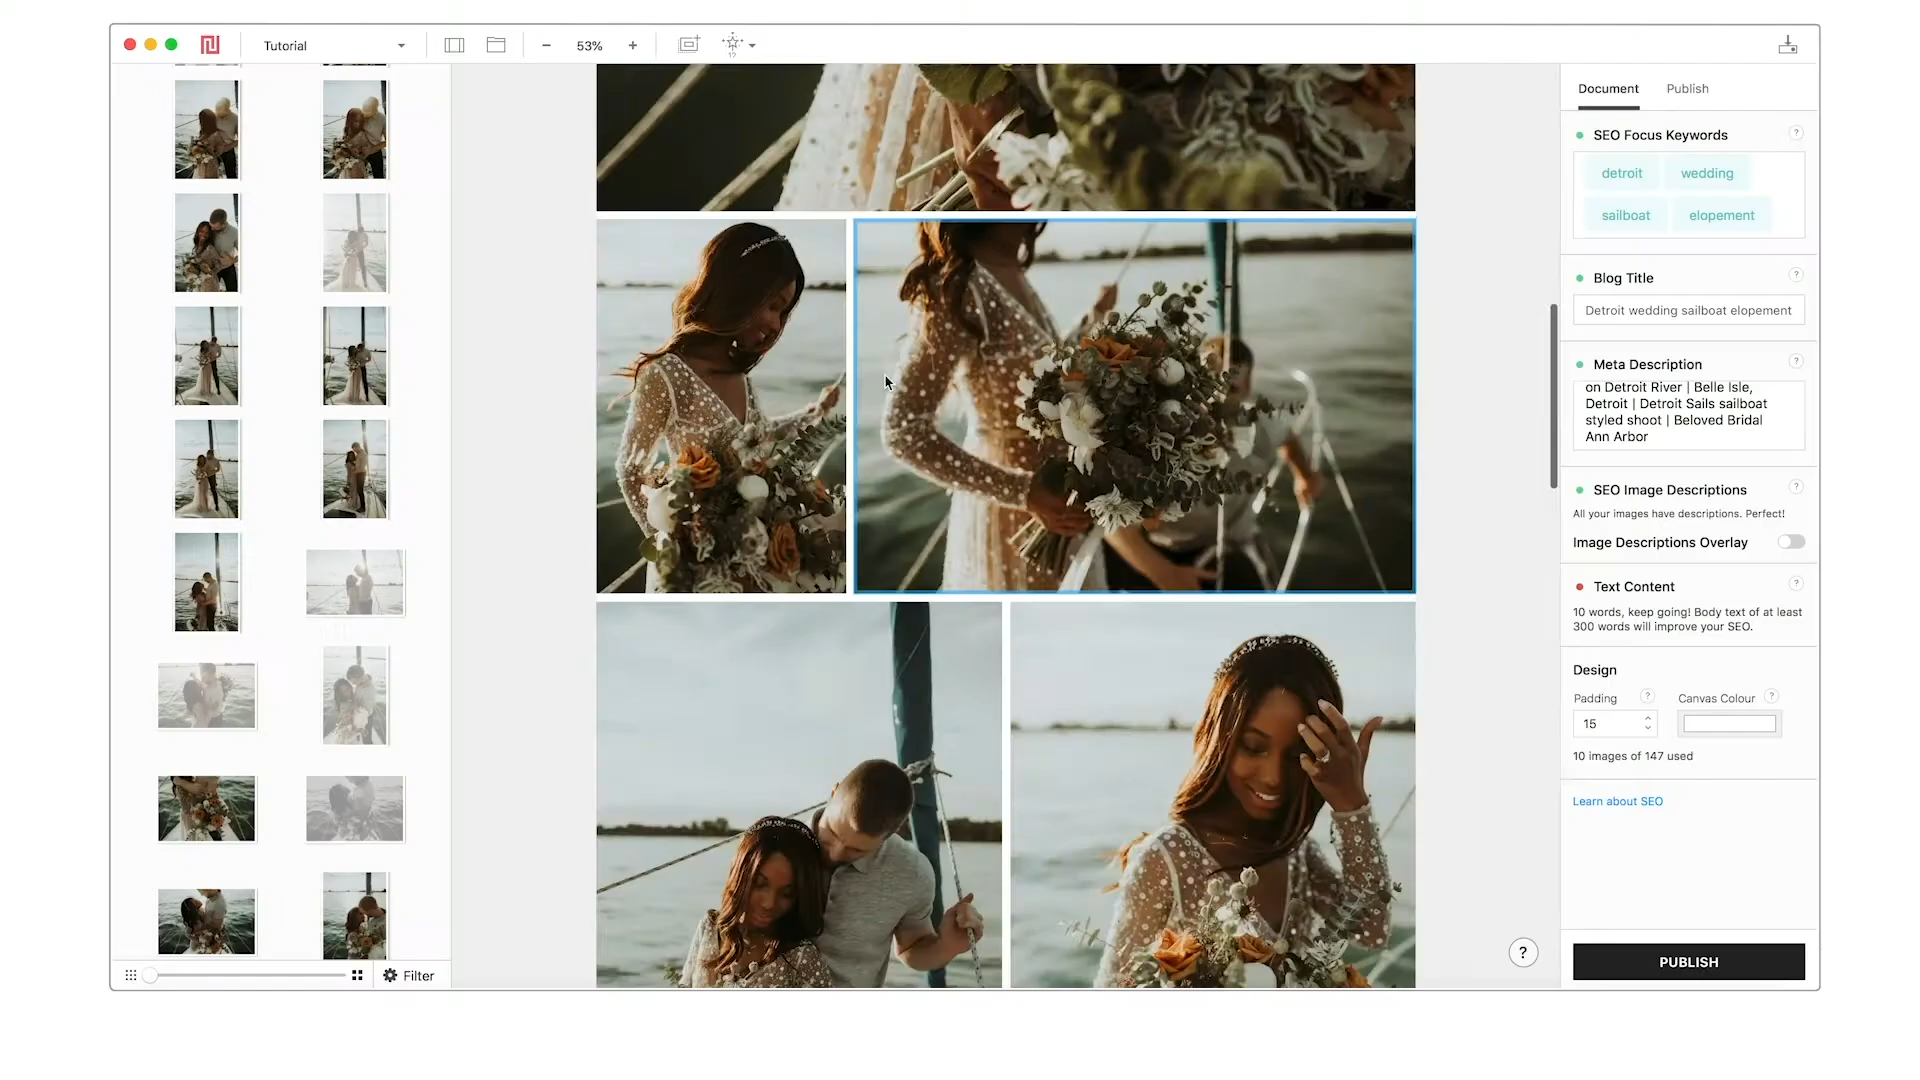 Tutorial
53%
12
Document
Publish
SEO Focus Keywords
?
detroit
wedding
sailboat
elopement
Blog Title
?
Detroit wedding sailboat elopement
Meta Description
?
on Detroit River | Belle Isle,
Detroit | Detroit Sails sailboat
styled shoot | Beloved Bridal
Ann Arbor
SEO Image Descriptions
?
All your images have descriptions. Perfect!
Image Descriptions Overlay
Text Content
?
10 words, keep going! Body text of at least
300 words will improve your SEO.
Design
Padding
?
Canvas Colour
?
15
10 images of 147 used
Learn about SEO
?
PUBLISH
Filter